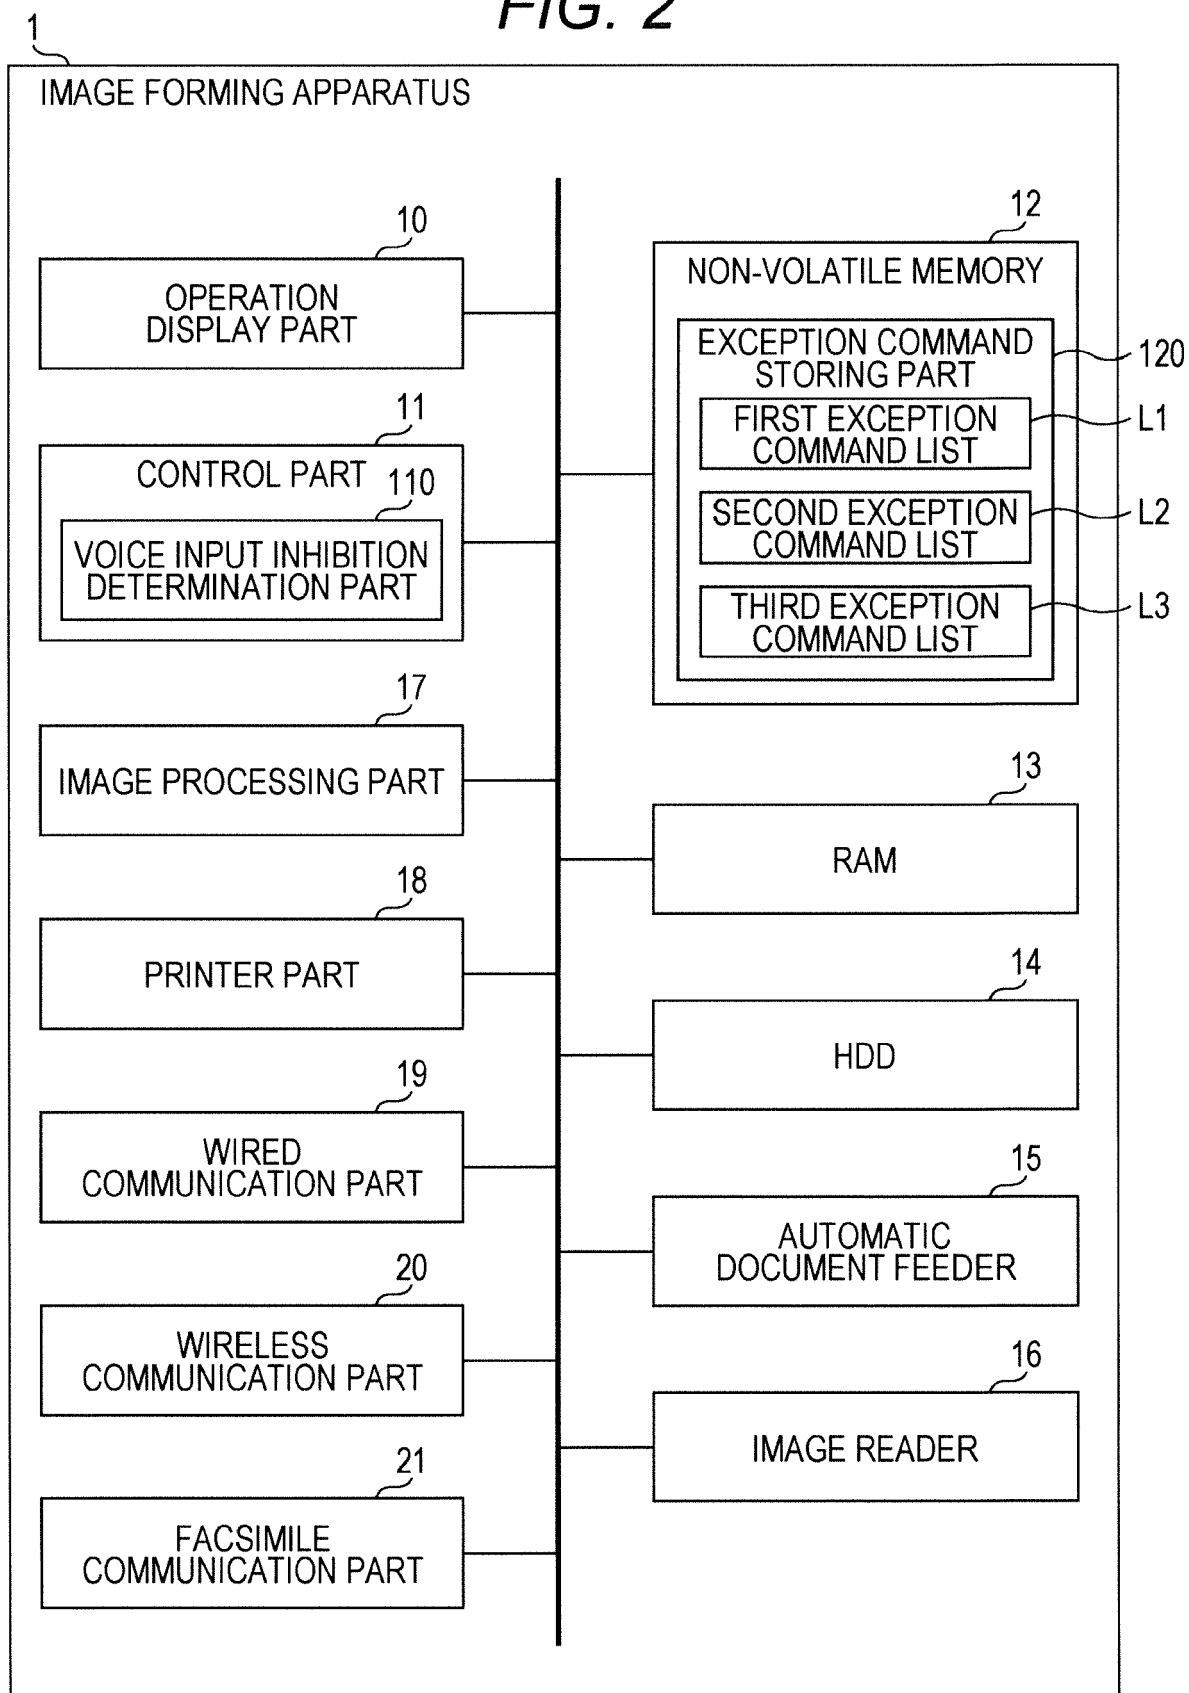 FIG. 2
1
IMAGE FORMING APPARATUS
10
OPERATION
DISPLAY PART
11
CONTROL PART
110
VOICE INPUT INHIBITION
DETERMINATION PART
17
IMAGE PROCESSING PART
18
PRINTER PART
19
WIRED
COMMUNICATION PART
20
WIRELESS
COMMUNICATION PART
21
FACSIMILE
COMMUNICATION PART
12
NON-VOLATILE MEMORY
EXCEPTION COMMAND
STORING PART
120
FIRST EXCEPTION
COMMAND LIST
L1
SECOND EXCEPTION
COMMAND LIST
L2
THIRD EXCEPTION
COMMAND LIST
L3
13
RAM
14
HDD
15
AUTOMATIC
DOCUMENT FEEDER
16
IMAGE READER